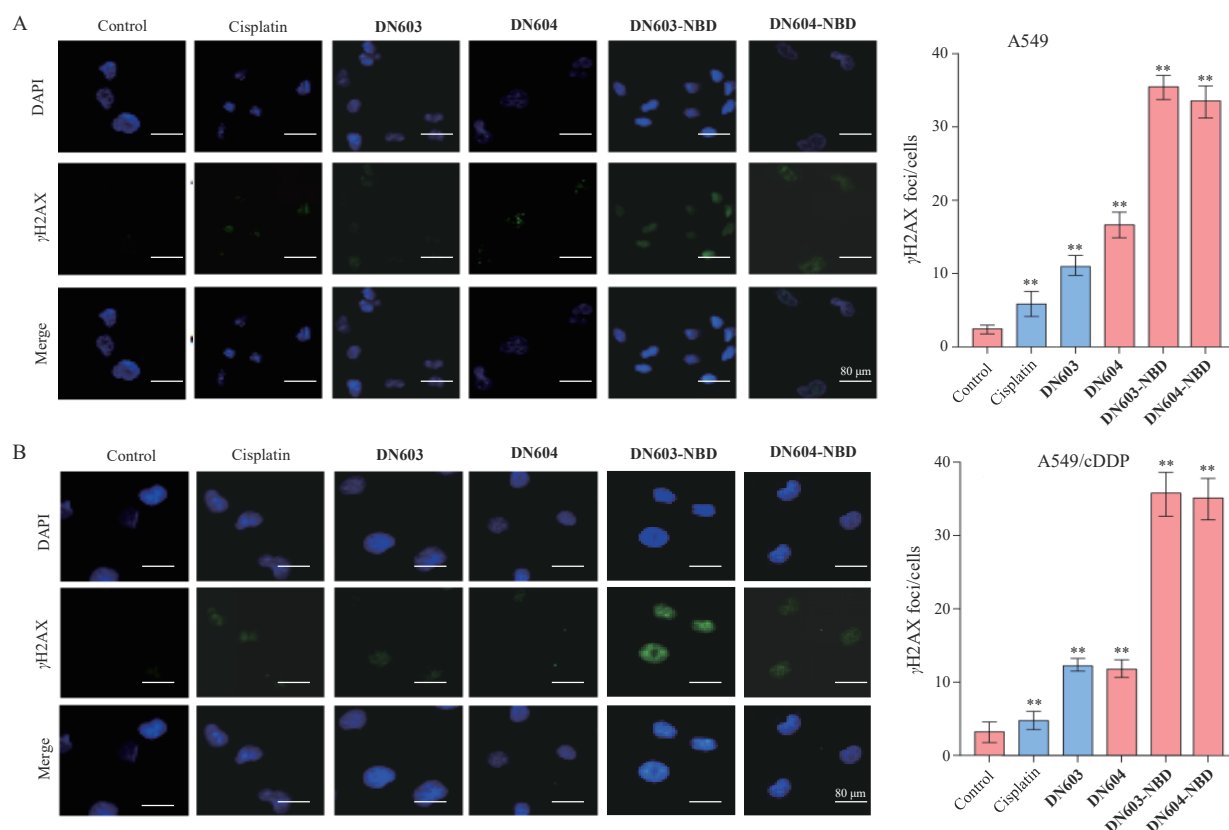 A
Control
Cisplatin
DN603
DN604
DN603-NBD
DN604-NBD
DAPI
γH2AX
Merge
80 μm
A549
γH2AX foci/cells
40
30
20
10
0
**
**
**
**
**
Control
Cisplatin
DN603
DN604
DN603-NBD
DN604-NBD
B
Control
Cisplatin
DN603
DN604
DN603-NBD
DN604-NBD
DAPI
γH2AX
Merge
80 μm
A549/cDDP
γH2AX foci/cells
40
30
20
10
0
**
**
**
**
**
Control
Cisplatin
DN603
DN604
DN603-NBD
DN604-NBD